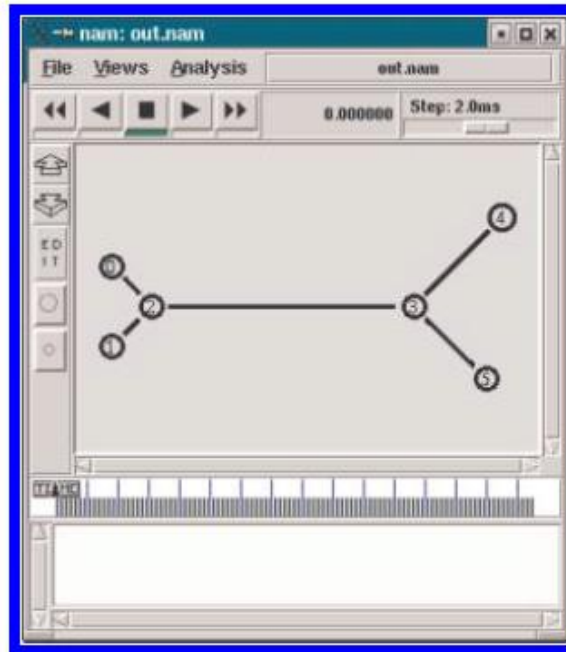 nam: out.nam
File Views Analysis out.nam
0.000000 Step: 2.0ms
ED
IT
4
0
2 3
1
5
TIME